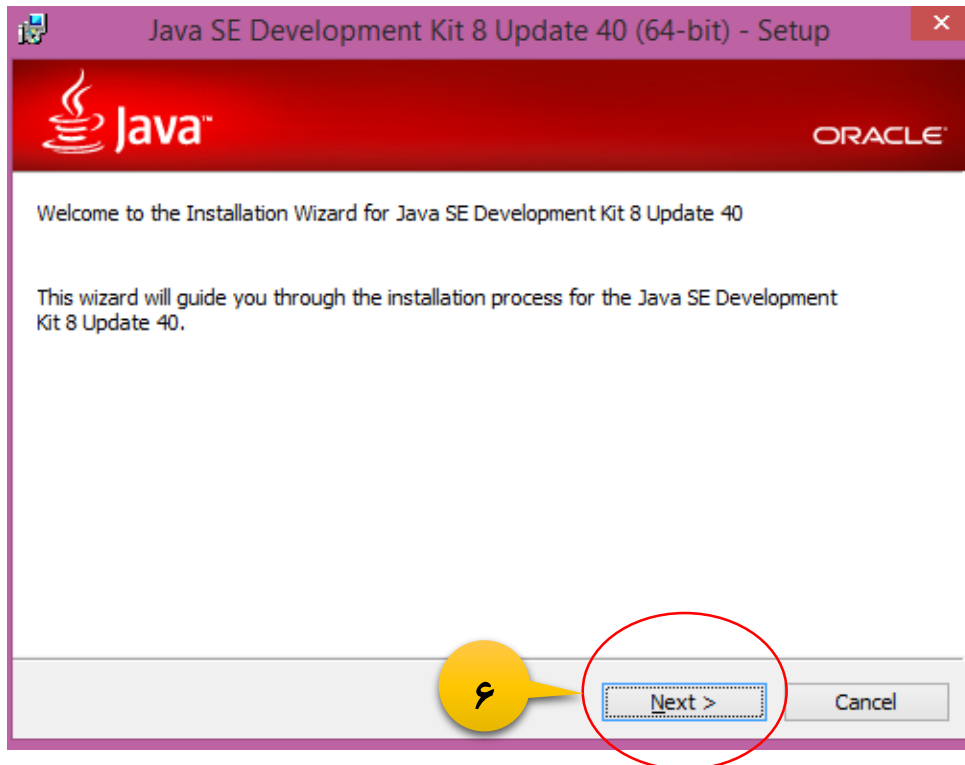 Java SE Development Kit 8 Update 40 (64-bit) - Setup
Java™
ORACLE®
Welcome to the Installation Wizard for Java SE Development Kit 8 Update 40
This wizard will guide you through the installation process for the Java SE Development
Kit 8 Update 40.
۶
Next >
Cancel